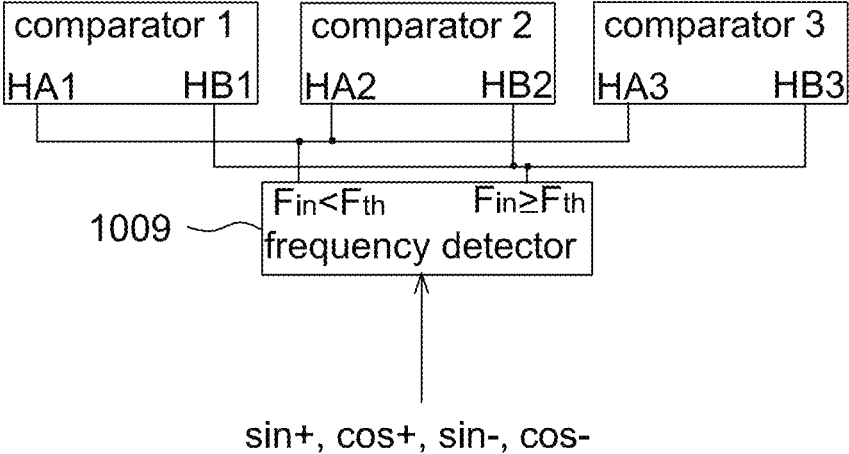 comparator 1 comparator 2 comparator 3
HA1 HB1 HA2 HB2 HA3 HB3
Fin<Fth Fin≥Fth
1009 frequency detector
sin+, cos+, sin-, cos-